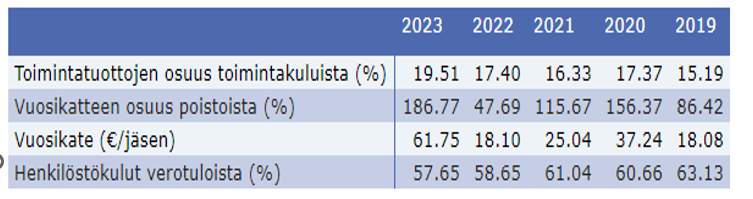 2023 2022 2021 2020 2019
Toimintatuottojen osuus toimintakuluista (%) 19.51 17.40 16.33 17.37 15.19
Vuosikatteen osuus poistoista (%) 186.77 47.69 115.67 156.37 86.42
Vuosikate (€/jäsen) 61.75 18.10 25.04 37.24 18.08
Henkilöstökulut verotuloista (%) 57.65 58.65 61.04 60.66 63.13